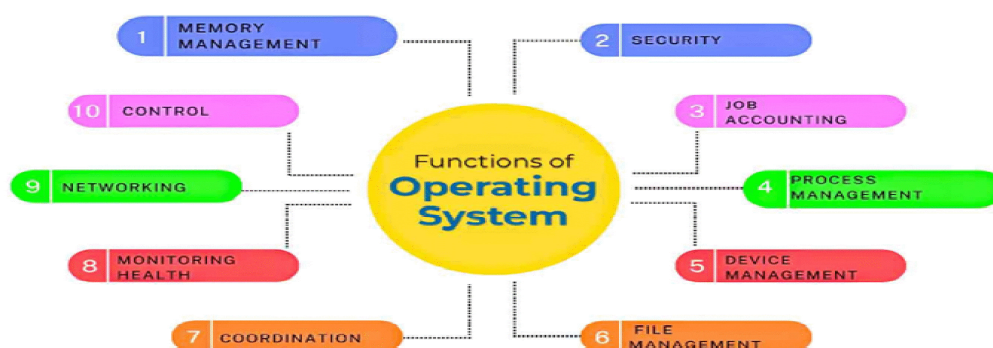 1 MEMORY
MANAGEMENT
2 SECURITY
10 CONTROL
3 JOB
ACCOUNTING
Functions of
Operating
System
9 NETWORKING
4 PROCESS
MANAGEMENT
8 MONITORING
HEALTH
5 DEVICE
MANAGEMENT
7 COORDINATION
6 FILE
MANAGEMENT